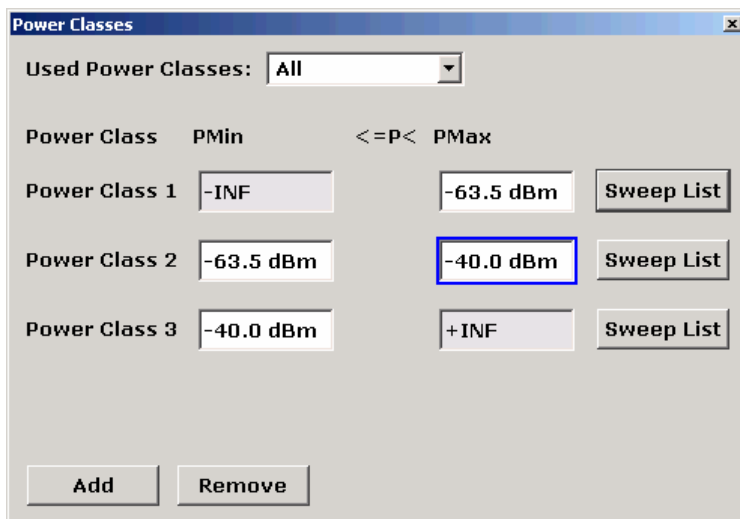 Power Classes
Used Power Classes: All
Power Class PMin <=P< PMax
Power Class 1 -INF -63.5 dBm Sweep List
Power Class 2 -63.5 dBm -40.0 dBm Sweep List
Power Class 3 -40.0 dBm +INF Sweep List
Add Remove